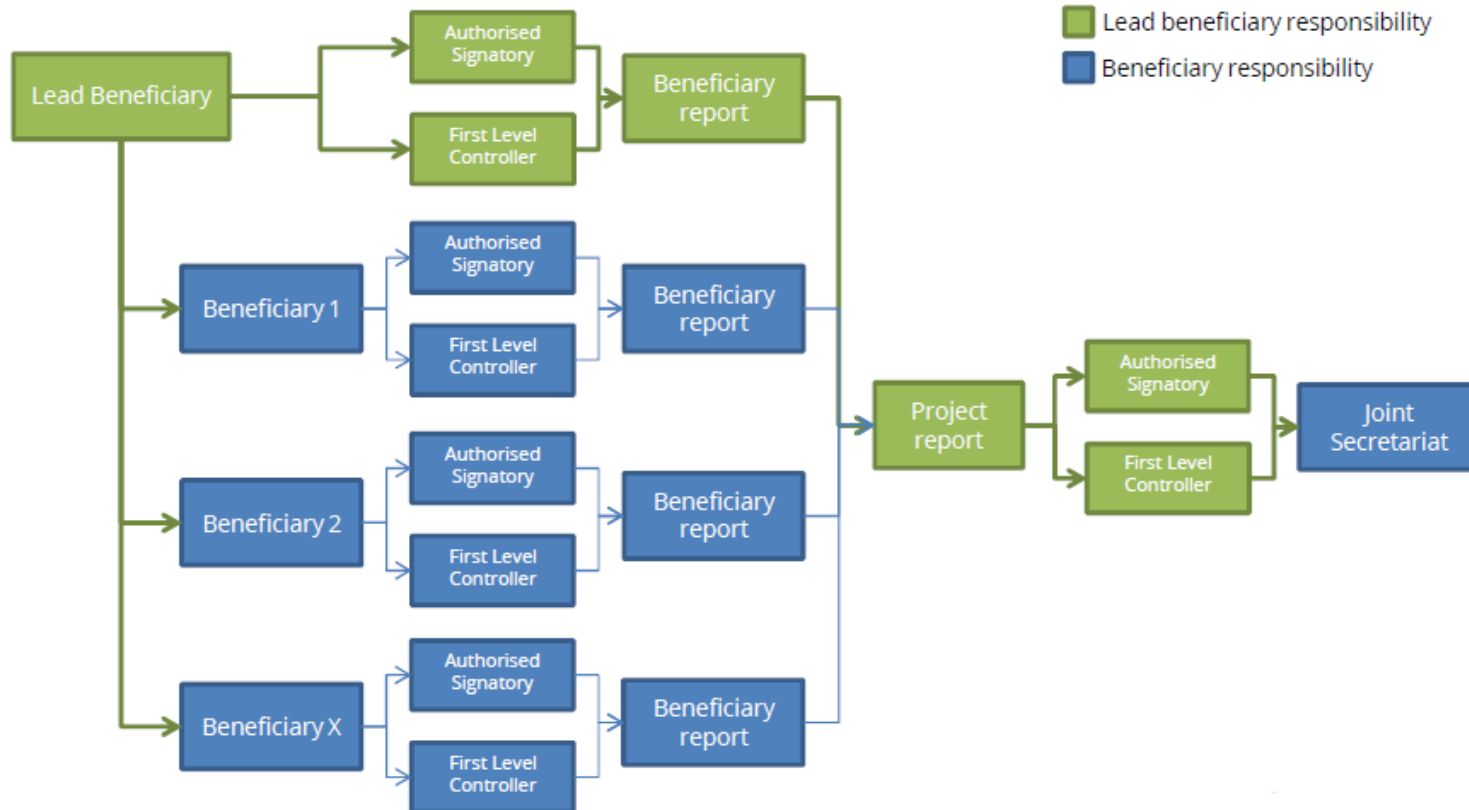 Lead beneficiary responsibility
Beneficiary responsibility
Lead Beneficiary
Authorised
Signatory
First Level
Controller
Beneficiary
report
Beneficiary 1
Authorised
Signatory
First Level
Controller
Beneficiary
report
Beneficiary 2
Authorised
Signatory
First Level
Controller
Beneficiary
report
Beneficiary X
Authorised
Signatory
First Level
Controller
Beneficiary
report
Project
report
Authorised
Signatory
First Level
Controller
Joint
Secretariat